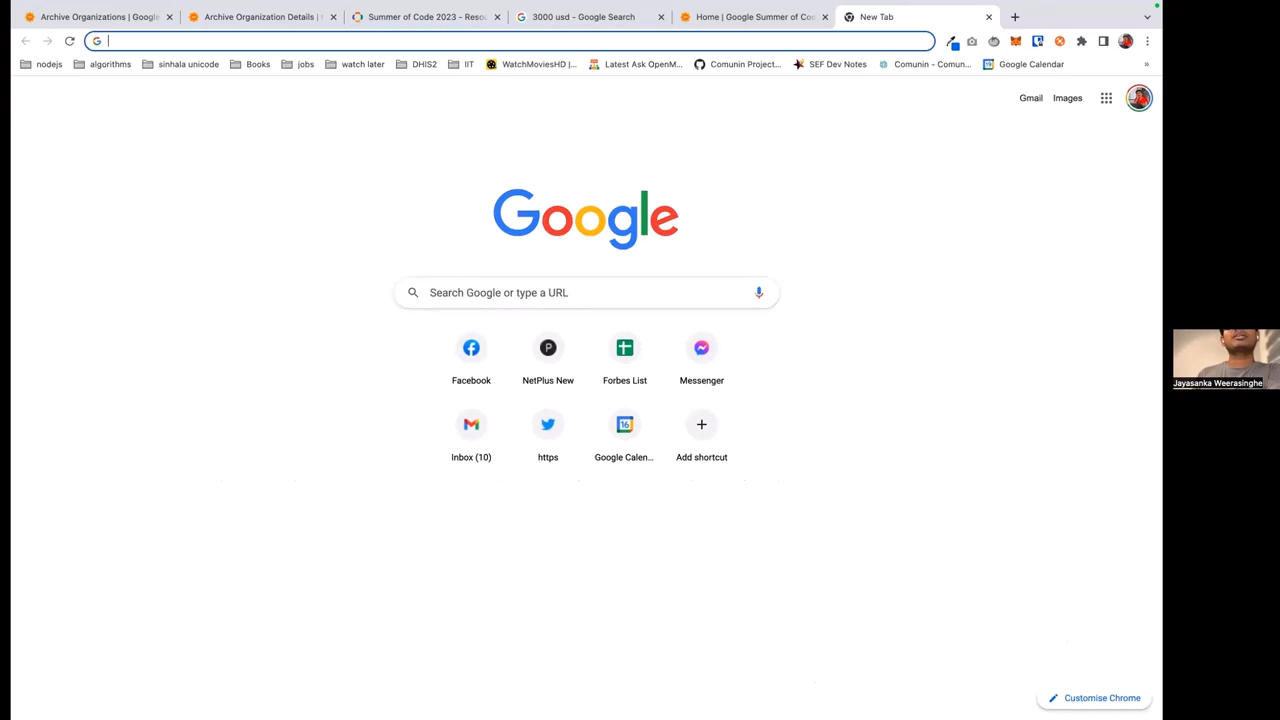 Archive Organizations | Google
Archive Organization Details |
Summer of Code 2023 - Resou
3000 usd - Google Search
Home | Google Summer of Cod
New Tab
nodejs
algorithms
sinhala unicode
Books
jobs
watch later
DHIS2
IIT
WatchMoviesHD |...
Latest Ask OpenM...
Comunin Project...
SEF Dev Notes
Comunin - Comun...
Google Calendar
»
Gmail
Images
Google
Search Google or type a URL
Facebook
P
NetPlus New
Forbes List
Messenger
Inbox (10)
https
16
Google Calen...
Add shortcut
Jayasanka Weerasinghe
Customise Chrome